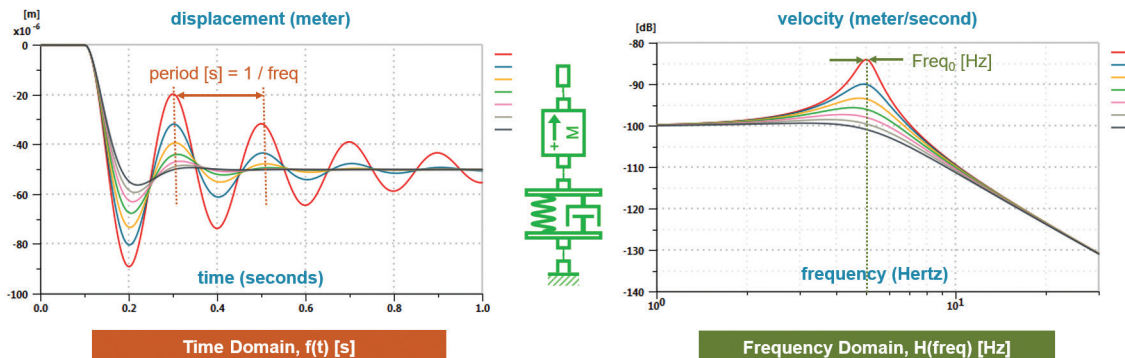 displacement (meter)
[m]
x10⁻⁶
0
-20
-40
-60
-80
-100
0.0
0.2
0.4
0.6
0.8
1.0
period [s] = 1 / freq
time (seconds)
Time Domain, f(t) [s]
+
M
velocity (meter/second)
[dB]
-80
-90
-100
-110
-120
-130
-140
10⁰
10¹
Freq₀ [Hz]
frequency (Hertz)
Frequency Domain, H(freq) [Hz]